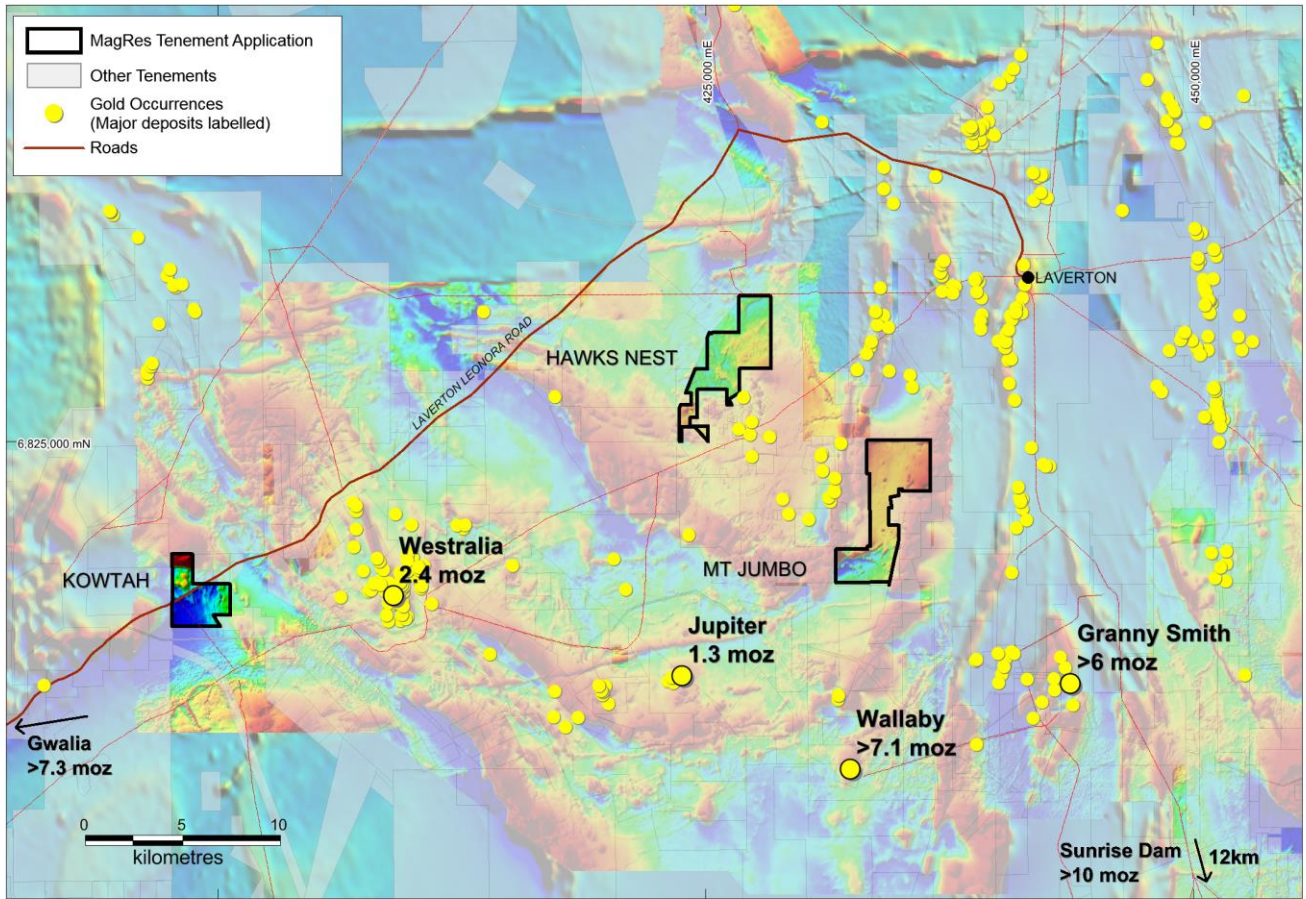 MagRes Tenement Application
Other Tenements
Gold Occurrences
(Major deposits labelled)
Roads
425,000 mE
450,000 mE
LAVERTON
LAVERTON LEONORA ROAD
HAWKS NEST
6,825,000 mN
Westralia
2.4 moz
KOWTAH
MT JUMBO
Jupiter
1.3 moz
Granny Smith
>6 moz
Wallaby
>7.1 moz
Gwalia
>7.3 moz
0 5 10
kilometres
Sunrise Dam
>10 moz
12km